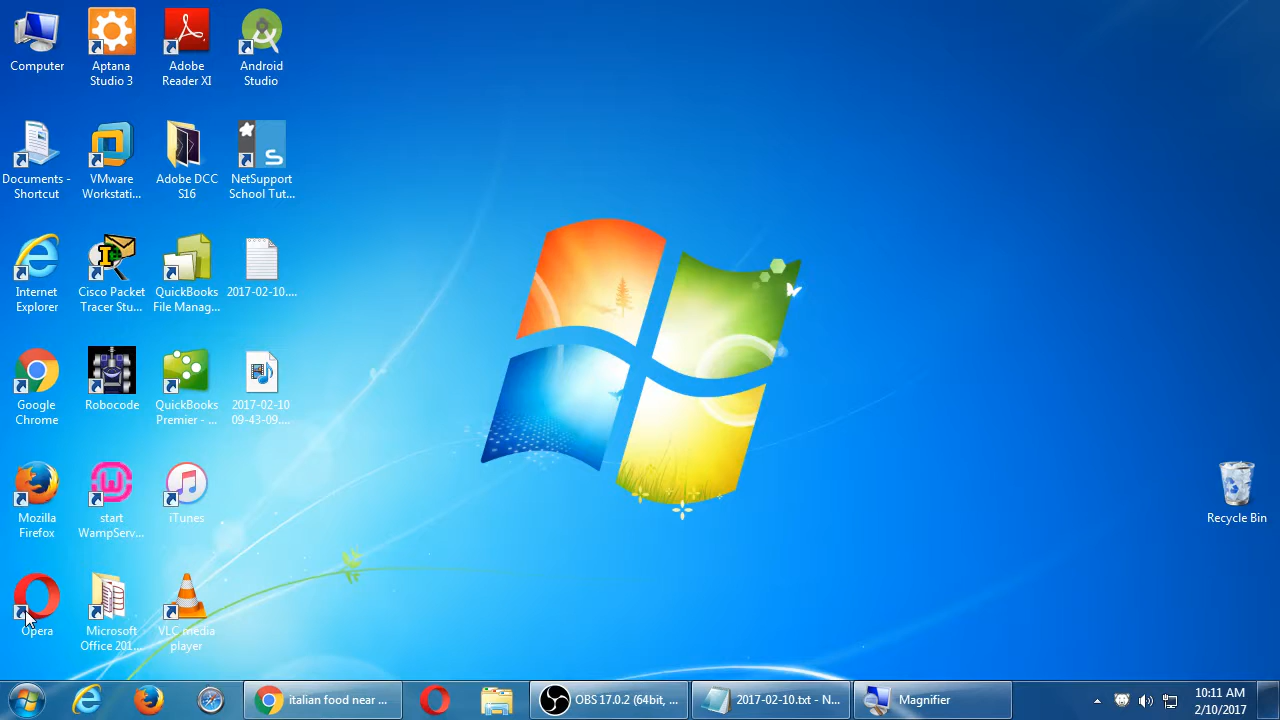 Computer
Aptana
Studio 3
Adobe
Reader XI
Android
Studio
Documents -
Shortcut
VMware
Workstati...
Adobe DCC
S16
NetSupport
School Tut...
Internet
Explorer
Cisco Packet
Tracer Stu...
QuickBooks
File Manag...
2017-02-10....
Google
Chrome
Robocode
QuickBooks
Premier - ...
2017-02-10
09-43-09....
Mozilla
Firefox
start
WampServ...
iTunes
Recycle Bin
Opera
Microsoft
Office 201...
VLC media
player
italian food near ...
OBS 17.0.2 (64bit, ...
2017-02-10.txt - N...
Magnifier
10:11 AM
2/10/2017